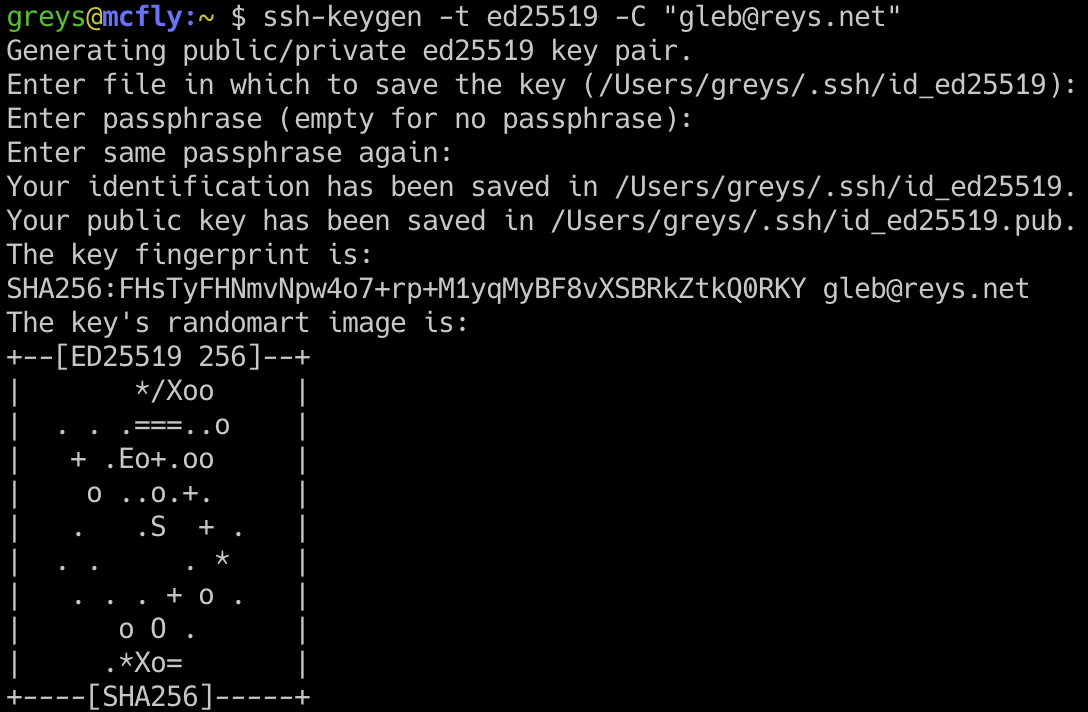 greys@mcfly:~ $ ssh-keygen -t ed25519 -C "gleb@reys.net"
Generating public/private ed25519 key pair.
Enter file in which to save the key (/Users/greys/.ssh/id_ed25519):
Enter passphrase (empty for no passphrase):
Enter same passphrase again:
Your identification has been saved in /Users/greys/.ssh/id_ed25519.
Your public key has been saved in /Users/greys/.ssh/id_ed25519.pub.
The key fingerprint is:
SHA256:FHsTyFHNmvNpw4o7+rp+M1yqMyBF8vXSBRkZtkQ0RKY gleb@reys.net
The key's randomart image is:
+--[ED25519 256]--+
|       */Xoo     |
|  . . .===..o    |
|   + .Eo+.oo     |
|    o ..o.+.     |
|   .   .S  + .   |
|  . .     . *    |
|   . . . + o .   |
|      o O .      |
|     .*Xo=       |
+----[SHA256]-----+